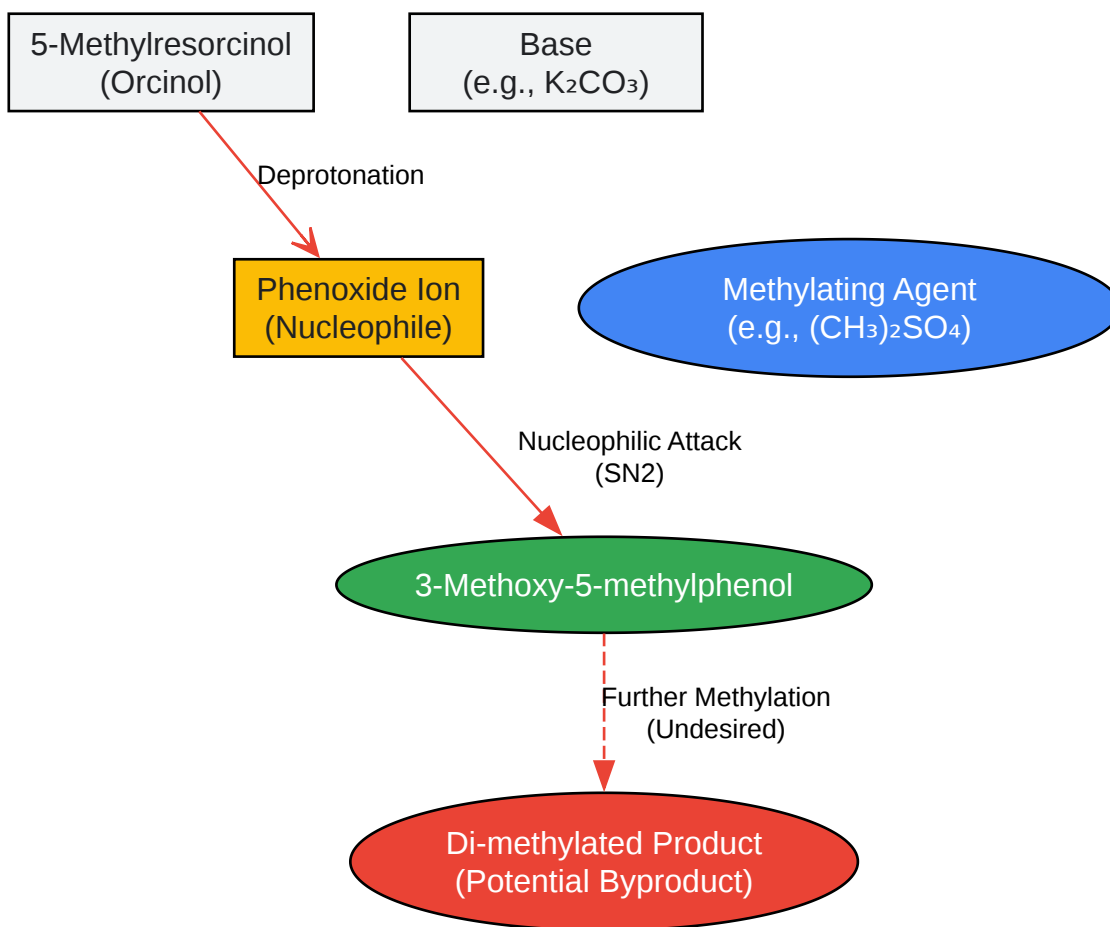 5-Methylresorcinol
(Orcinol)
Base
(e.g., K₂CO₃)
Deprotonation
Phenoxide Ion
(Nucleophile)
Methylating Agent
(e.g., (CH₃)₂SO₄)
Nucleophilic Attack
(SN2)
3-Methoxy-5-methylphenol
Further Methylation
(Undesired)
Di-methylated Product
(Potential Byproduct)